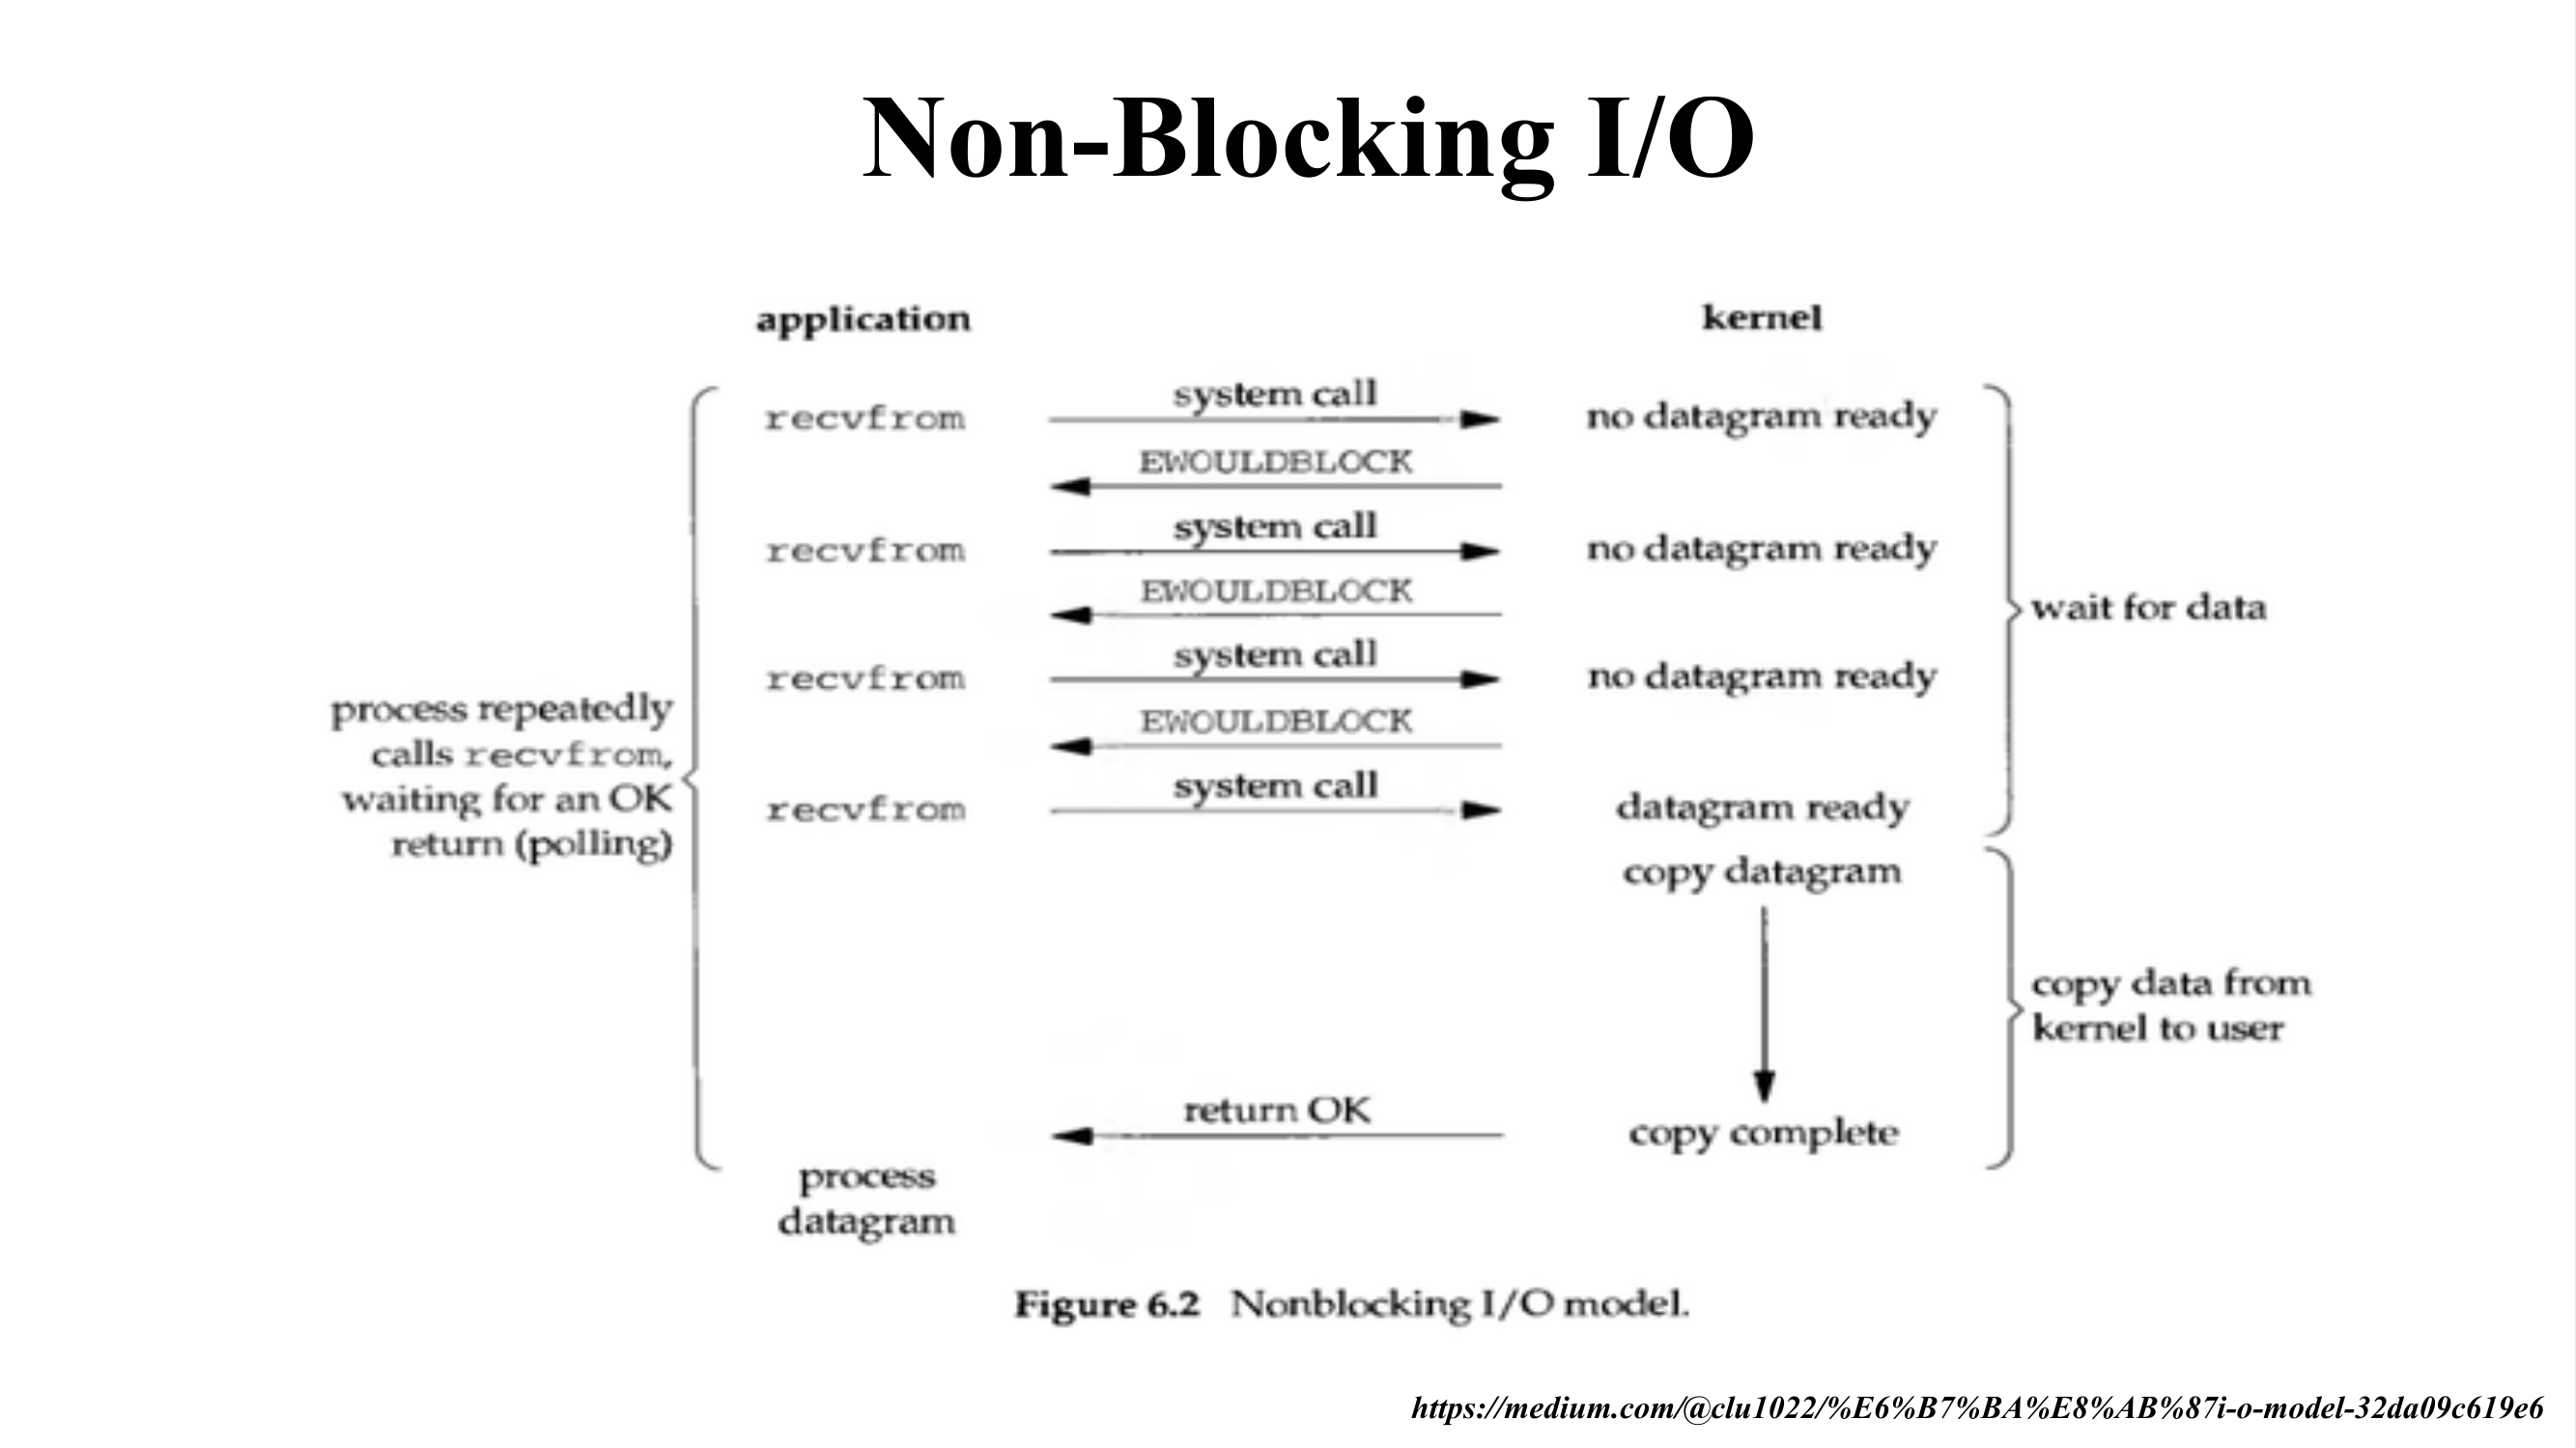 Non-Blocking I/O
application
kernel
recvfrom
system call
no datagram ready
EWOULDBLOCK
recvfrom
system call
no datagram ready
EWOULDBLOCK
wait for data
recvfrom
system call
no datagram ready
EWOULDBLOCK
process repeatedly
calls recvfrom,
waiting for an OK
return (polling)
recvfrom
system call
datagram ready
copy datagram
copy data from
kernel to user
return OK
copy complete
process
datagram
Figure 6.2 Nonblocking I/O model.
https://medium.com/@clu1022/%E6%B7%BA%E8%AB%87i-o-model-32da09c619e6